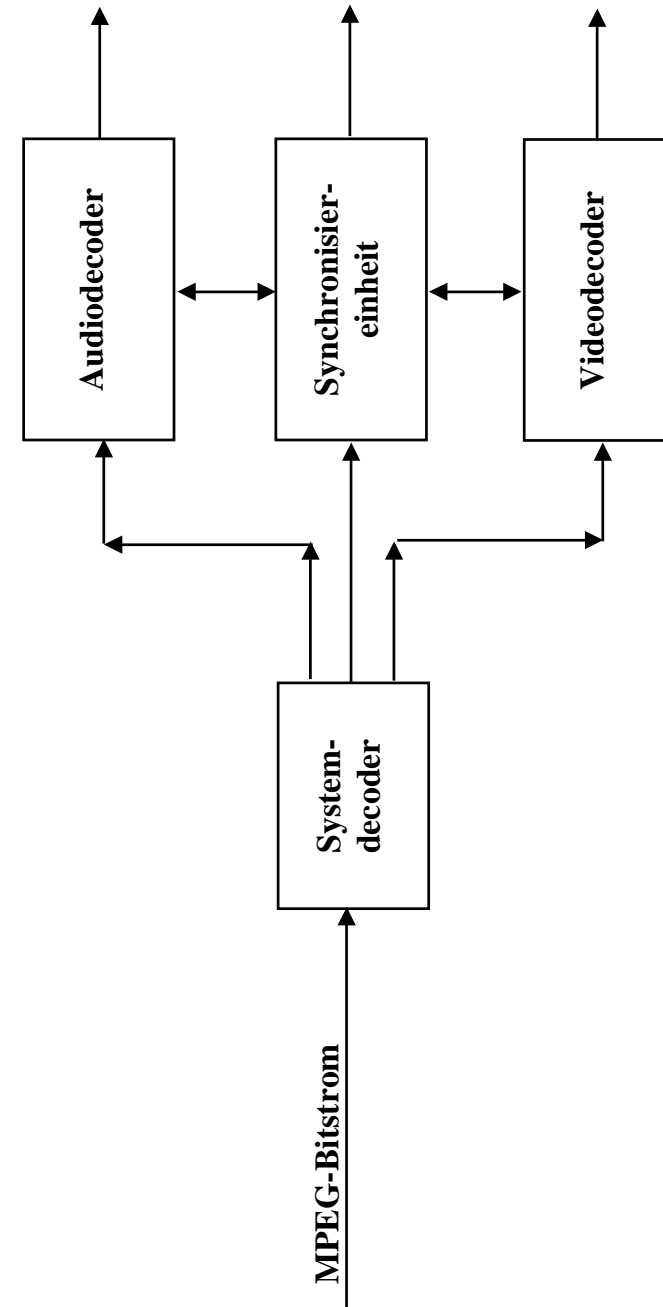 MPEG-Bitstrom
System-
decoder
Audiodecoder
Synchronisier-
einheit
Videodecoder